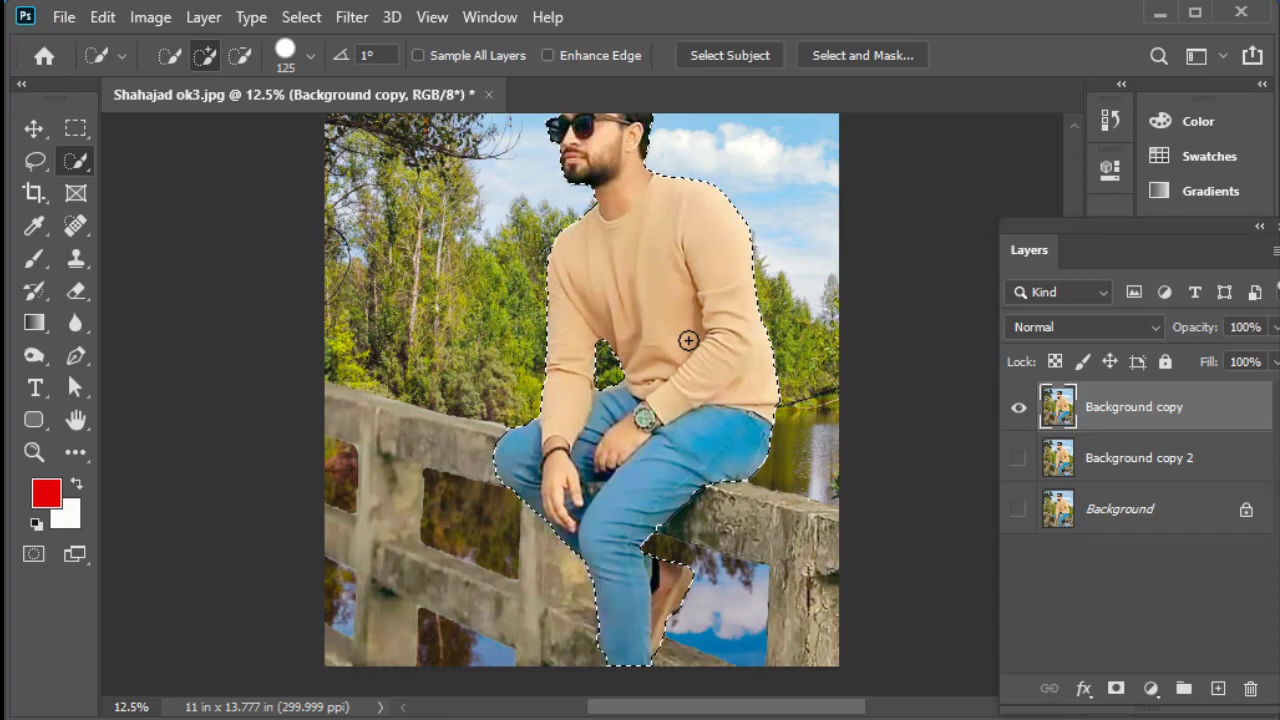 Ps File Edit Image Layer Type Select Filter 3D View Window Help
125 1° Sample All Layers Enhance Edge Select Subject Select and Mask...
Shahajad ok3.jpg @ 12.5% (Background copy, RGB/8*) * ×
Color
Swatches
Gradients
Layers
Kind
Normal Opacity: 100%
Lock: Fill: 100%
Background copy
Background copy 2
Background
12.5% 11 in x 13.777 in (299.999 ppi)